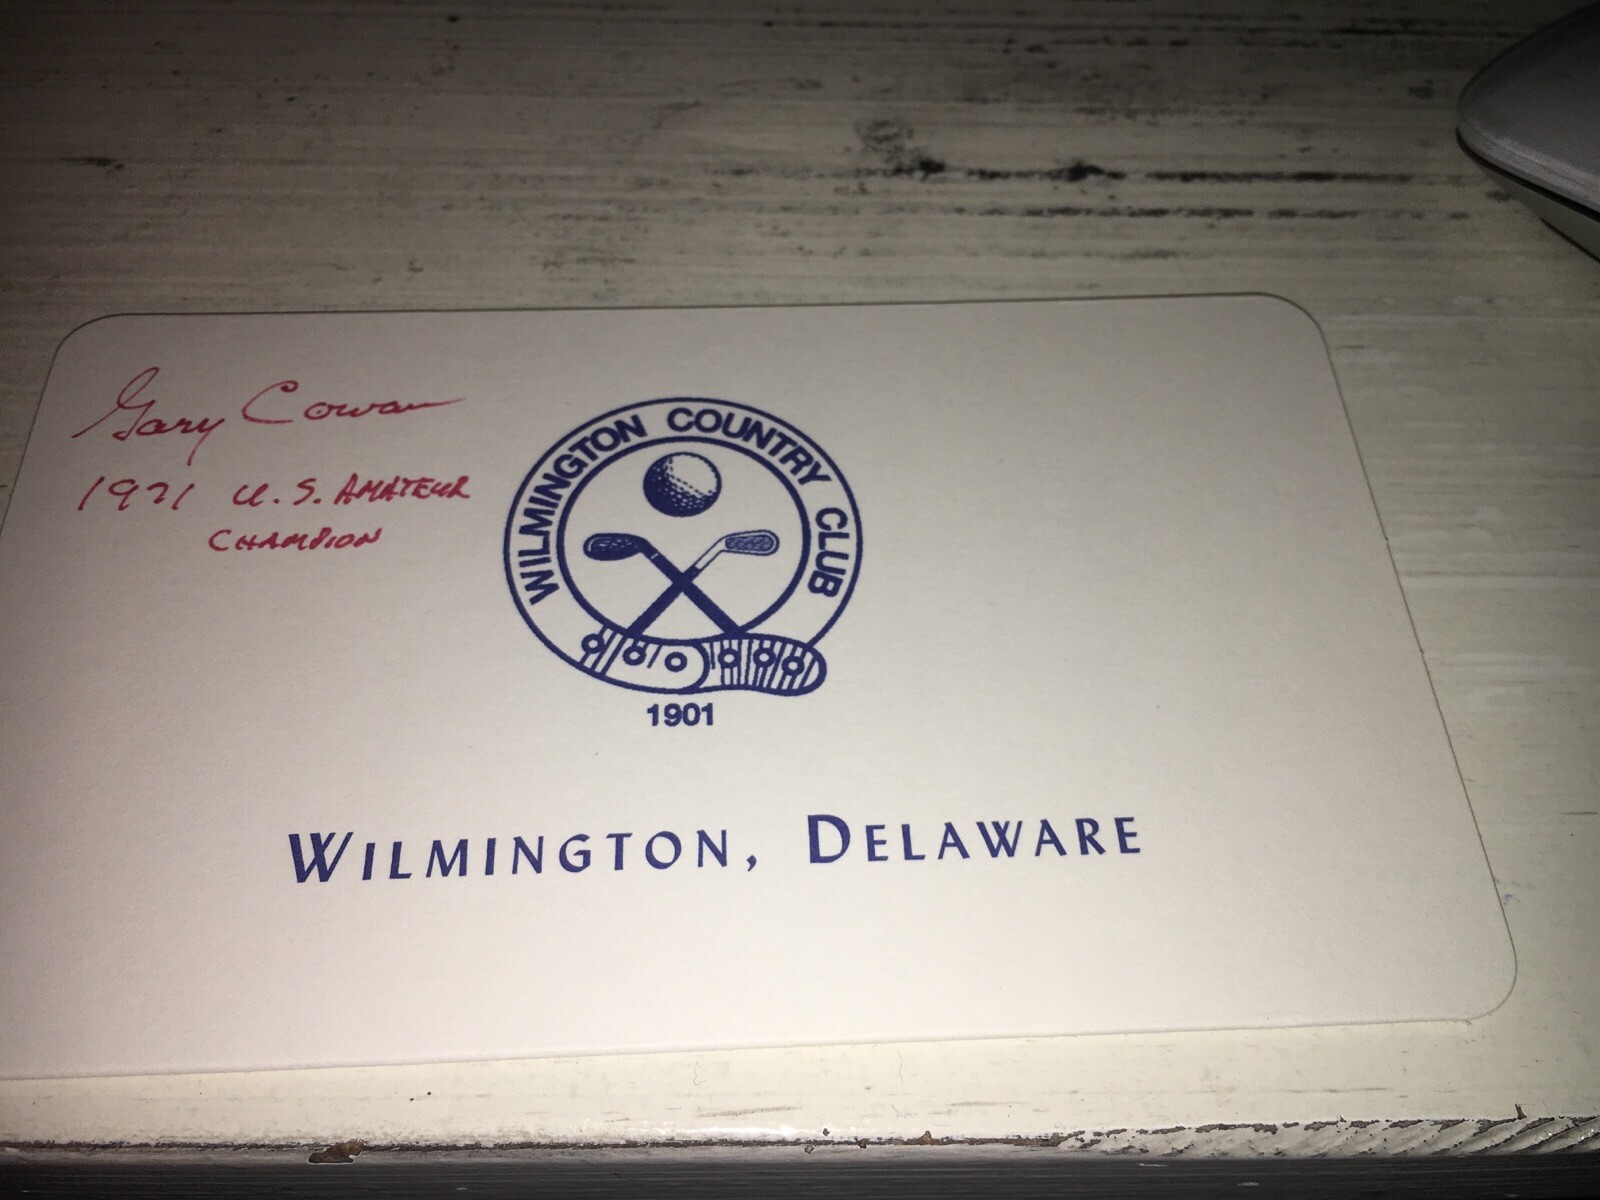 Gary Cowan
1971 U.S. AMATEUR
CHAMPION
WILMINGTON COUNTRY CLUB
1901
WILMINGTON, DELAWARE